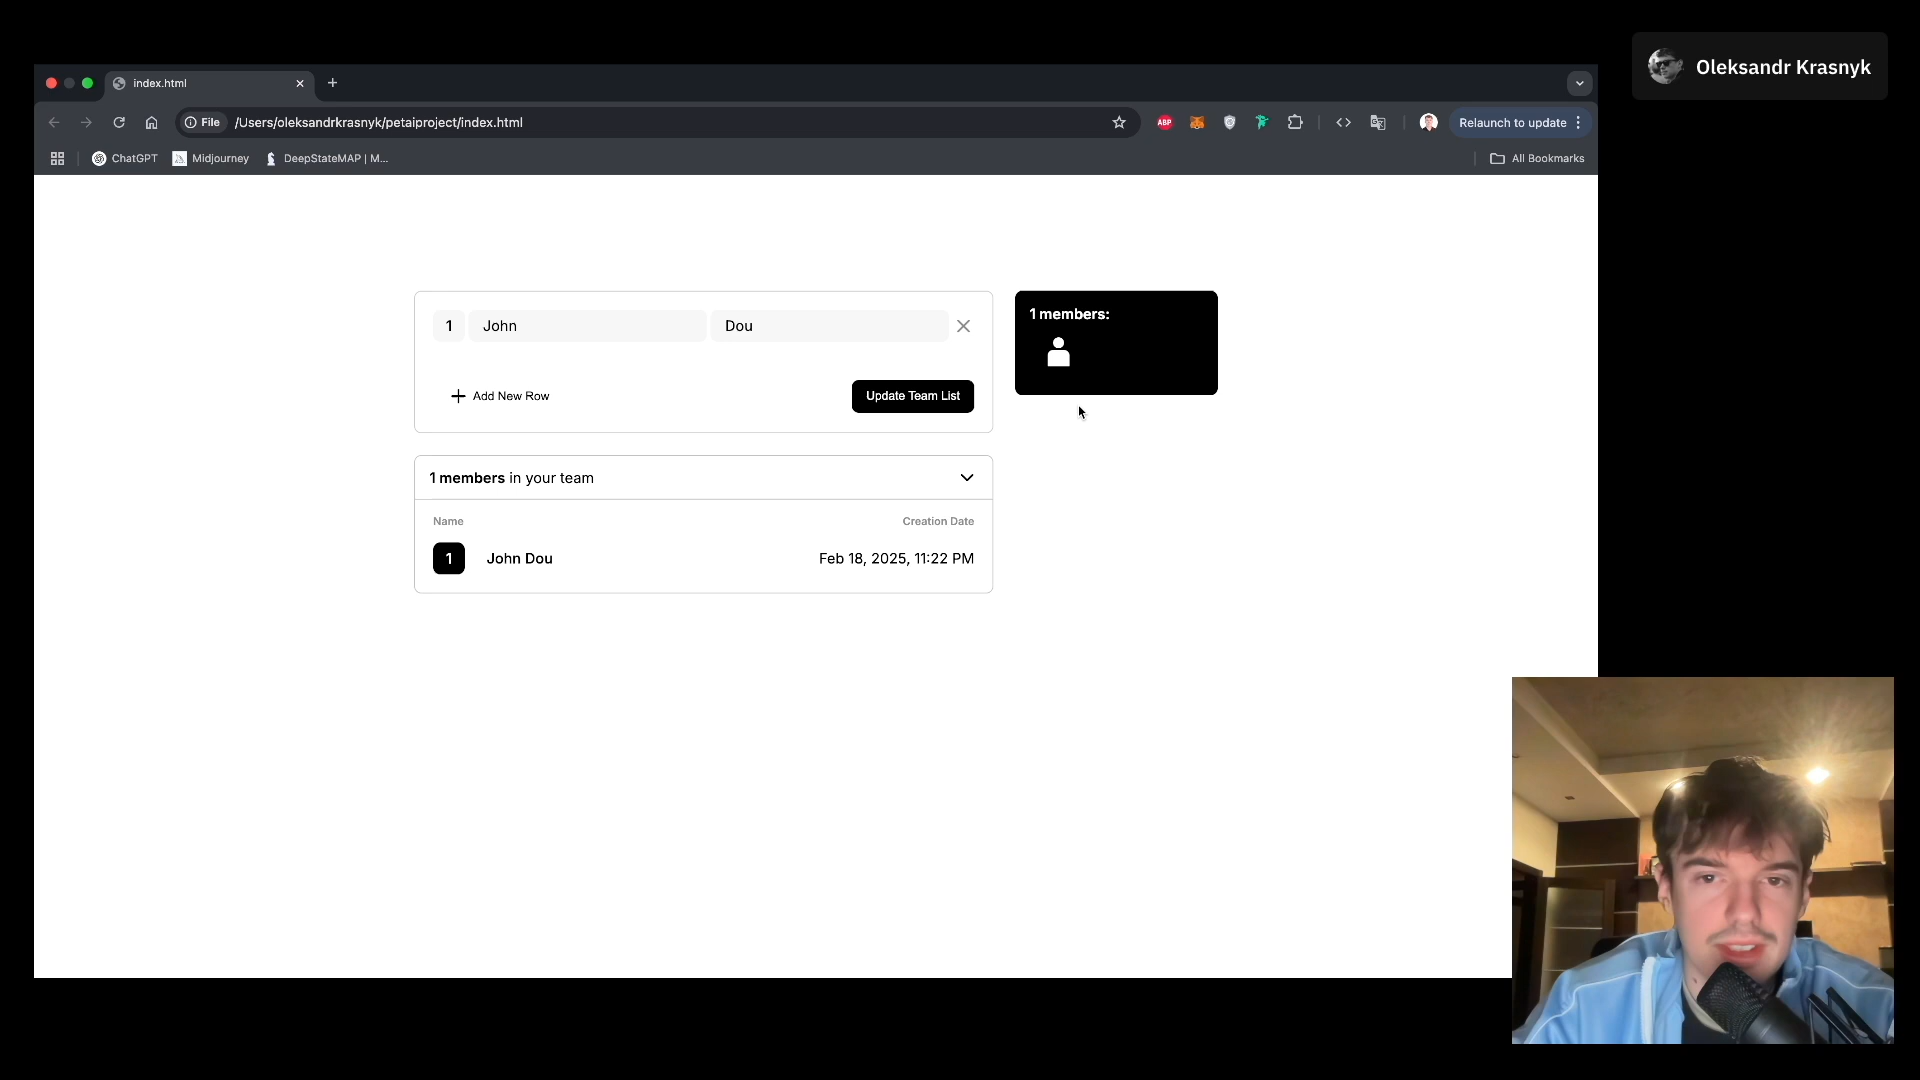 index.html
Oleksandr Krasnyk
File
/Users/oleksandrkrasnyk/petaiproject/index.html
ABP
Relaunch to update
ChatGPT
Midjourney
DeepStateMAP | M...
All Bookmarks
1
John
Dou
1 members:
Add New Row
Update Team List
1 members in your team
Name
Creation Date
1
John Dou
Feb 18, 2025, 11:22 PM